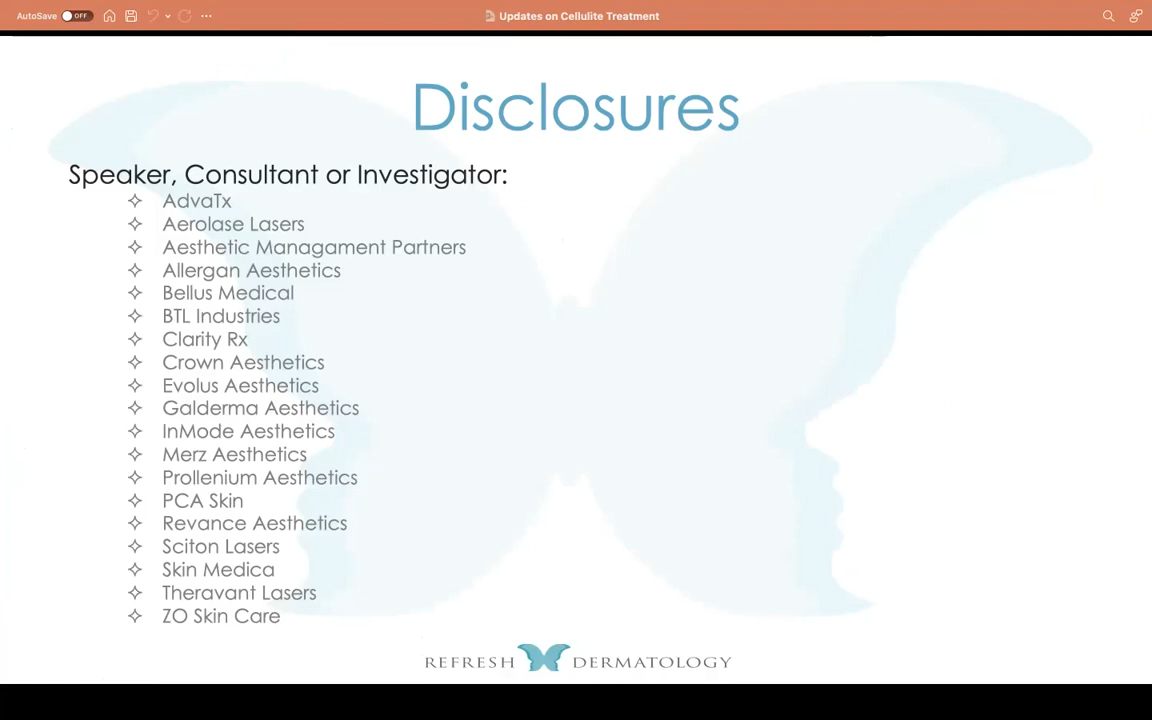 AutoSave OFF
Updates on Cellulite Treatment
Disclosures
Speaker, Consultant or Investigator:
AdvaTx
Aerolase Lasers
Aesthetic Managament Partners
Allergan Aesthetics
Bellus Medical
BTL Industries
Clarity Rx
Crown Aesthetics
Evolus Aesthetics
Galderma Aesthetics
InMode Aesthetics
Merz Aesthetics
Prollenium Aesthetics
PCA Skin
Revance Aesthetics
Sciton Lasers
Skin Medica
Theravant Lasers
ZO Skin Care
REFRESH DERMATOLOGY